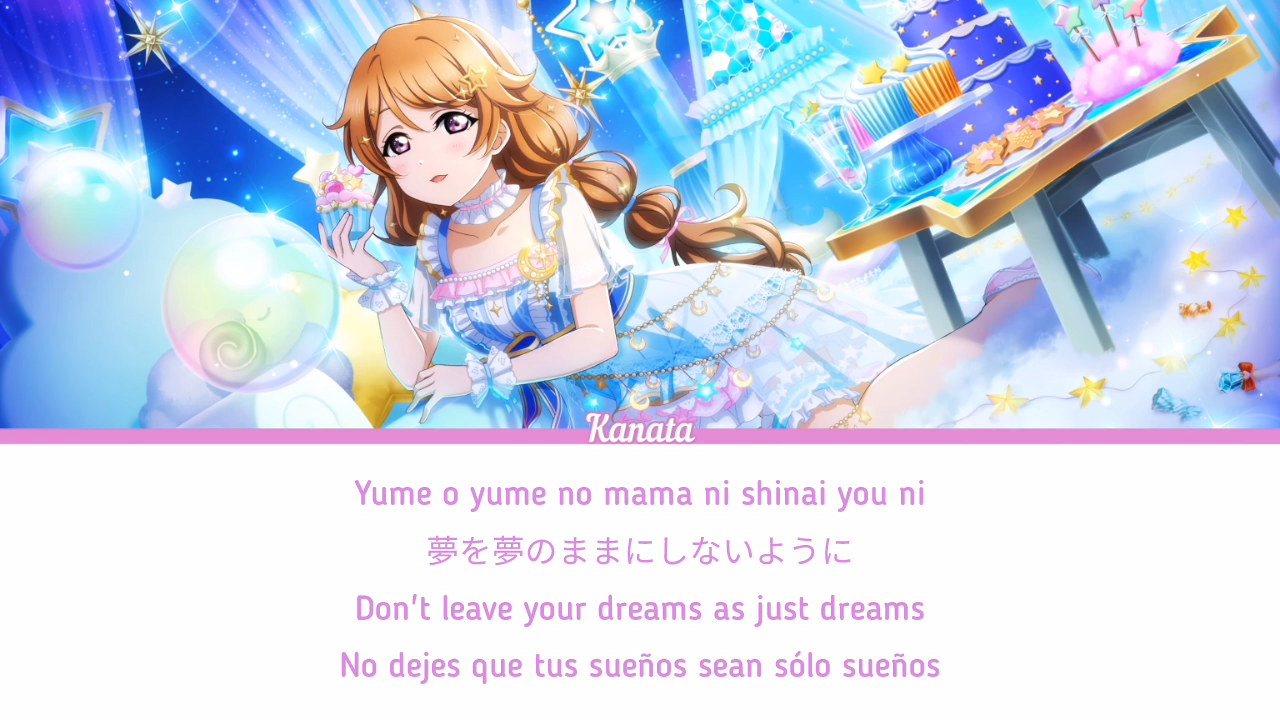 Kanata
Yume o yume no mama ni shinai you ni
夢を夢のままにしないように
Don't leave your dreams as just dreams
No dejes que tus sueños sean sólo sueños